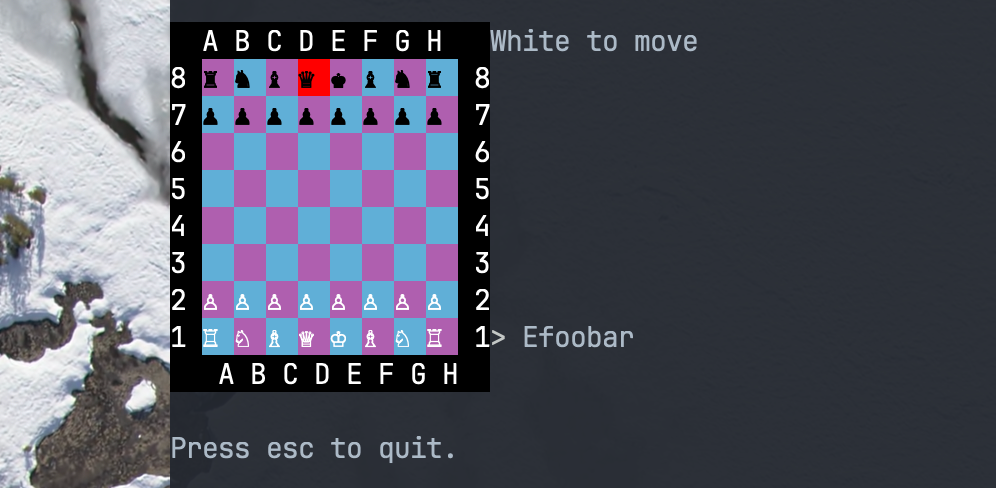 A B C D E F G H White to move
8 ♜ ♞ ♝ ♛ ♚ ♝ ♞ ♜ 8
7 ♟ ♟ ♟ ♟ ♟ ♟ ♟ ♟ 7
6 6
5 5
4 4
3 3
2 ♙ ♙ ♙ ♙ ♙ ♙ ♙ ♙ 2
1 ♖ ♘ ♗ ♕ ♔ ♗ ♘ ♖ 1> Efoobar
A B C D E F G H
Press esc to quit.